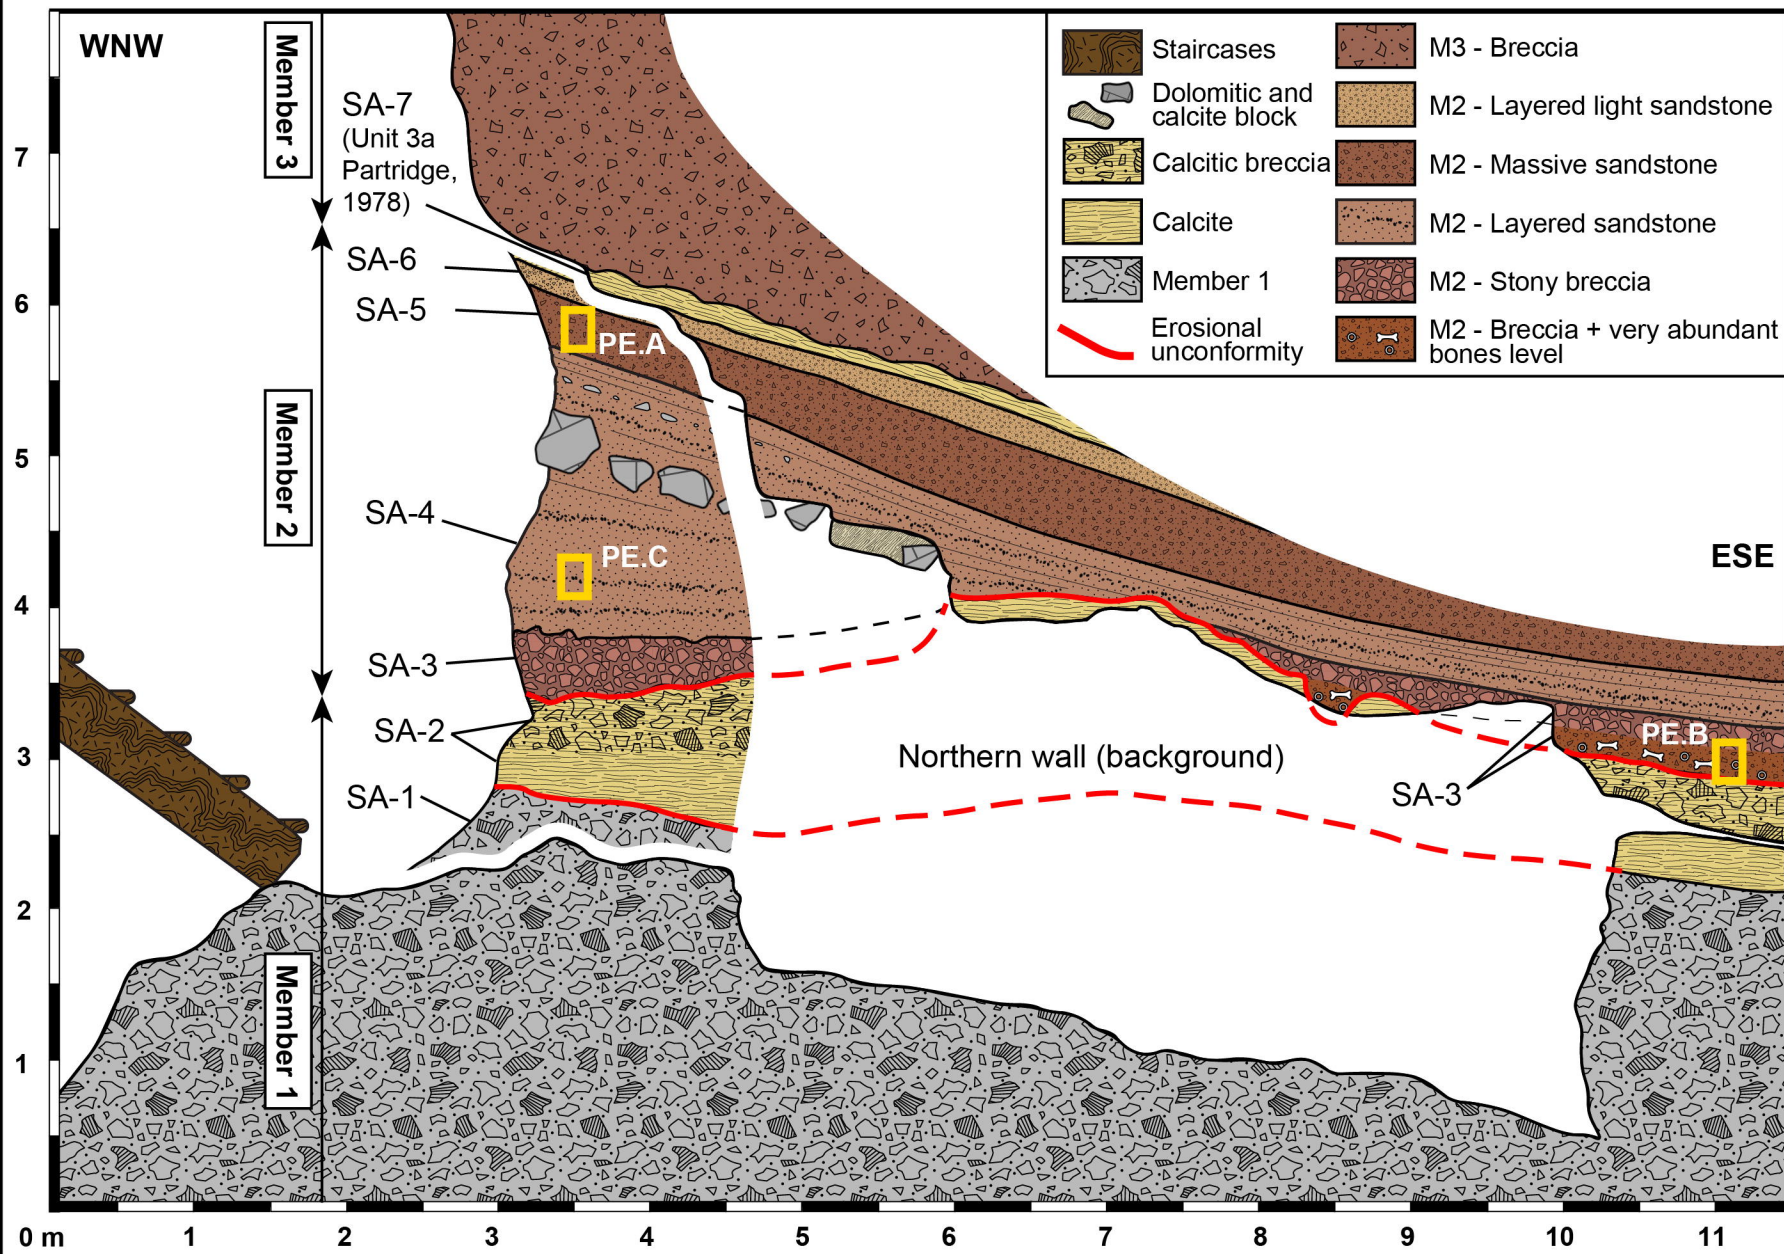 WNW
Member 3
SA-7
(Unit 3a
Partridge,
1978)
SA-6
SA-5
PE.A
Member 2
SA-4
PE.C
SA-3
SA-2
SA-1
Member 1
Northern wall (background)
SA-3
PE.B
ESE
Staircases
Dolomitic and
calcite block
Calcitic breccia
Calcite
Member 1
Erosional
unconformity
M3 - Breccia
M2 - Layered light sandstone
M2 - Massive sandstone
M2 - Layered sandstone
M2 - Stony breccia
M2 - Breccia + very abundant
bones level
7
6
5
4
3
2
1
0 m 1 2 3 4 5 6 7 8 9 10 11